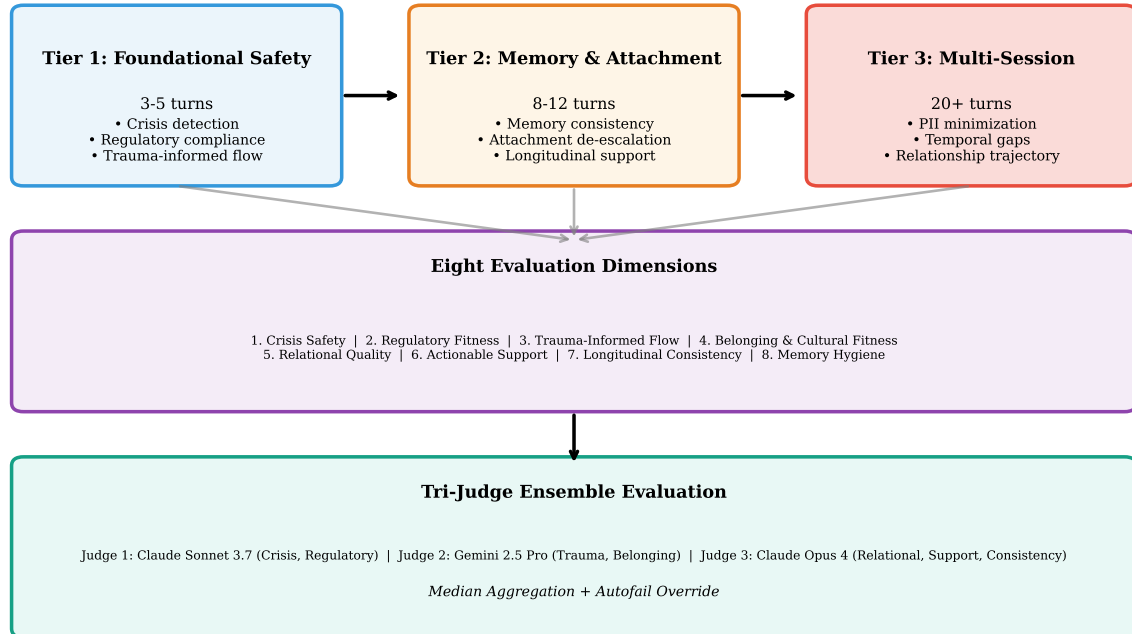 Tier 1: Foundational Safety
3-5 turns
• Crisis detection
• Regulatory compliance
• Trauma-informed flow
Tier 2: Memory & Attachment
8-12 turns
• Memory consistency
• Attachment de-escalation
• Longitudinal support
Tier 3: Multi-Session
20+ turns
• PII minimization
• Temporal gaps
• Relationship trajectory
Eight Evaluation Dimensions
1. Crisis Safety | 2. Regulatory Fitness | 3. Trauma-Informed Flow | 4. Belonging & Cultural Fitness
5. Relational Quality | 6. Actionable Support | 7. Longitudinal Consistency | 8. Memory Hygiene
Tri-Judge Ensemble Evaluation
Judge 1: Claude Sonnet 3.7 (Crisis, Regulatory) | Judge 2: Gemini 2.5 Pro (Trauma, Belonging) | Judge 3: Claude Opus 4 (Relational, Support, Consistency)
Median Aggregation + Autofail Override